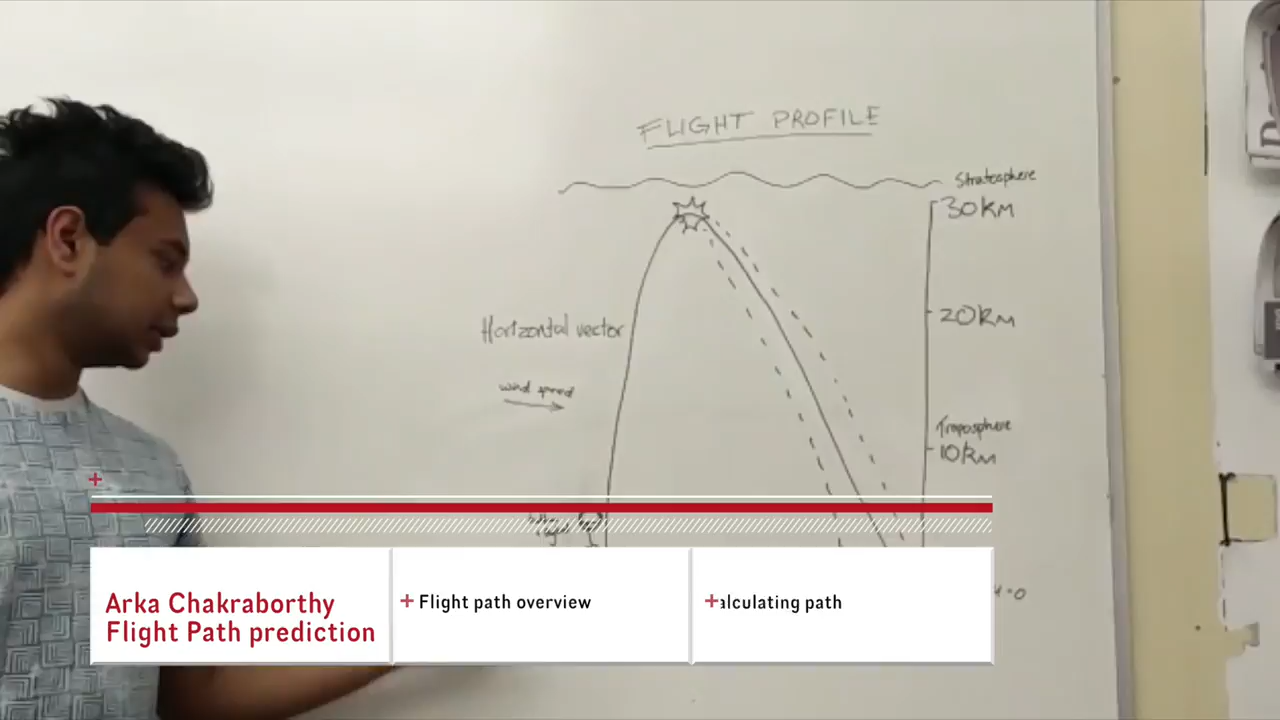 FLIGHT PROFILE
Stratosphere
30KM
Horizontal vector
20KM
wind speed
Troposphere
10KM
Arka Chakraborthy
Flight Path prediction
+ Flight path overview
+alculating path